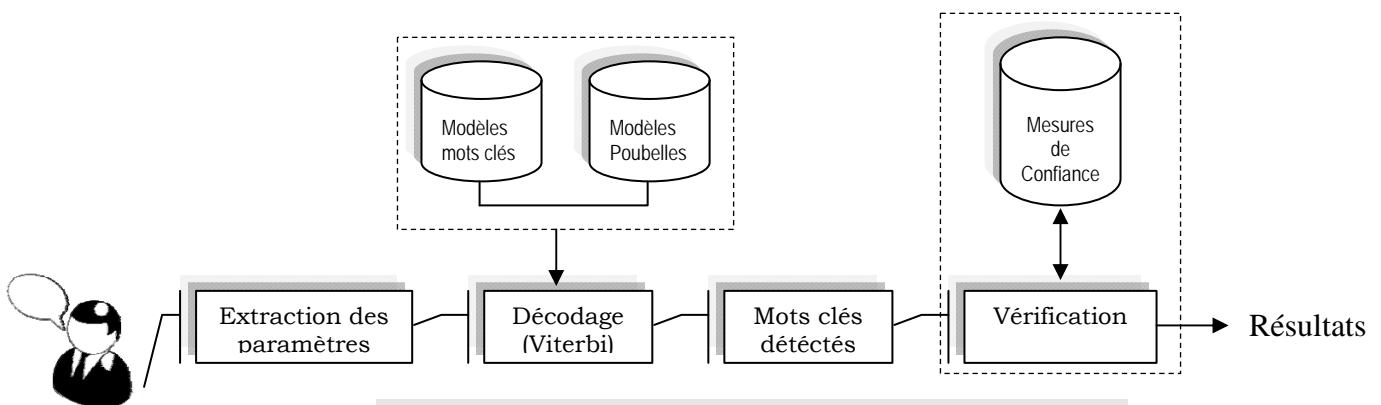 Modèles
mots clés
Modèles
Poubelles
Mesures
de
Confiance
Extraction des
paramètres
Décodage
(Viterbi)
Mots clés
détéctés
Vérification
Résultats